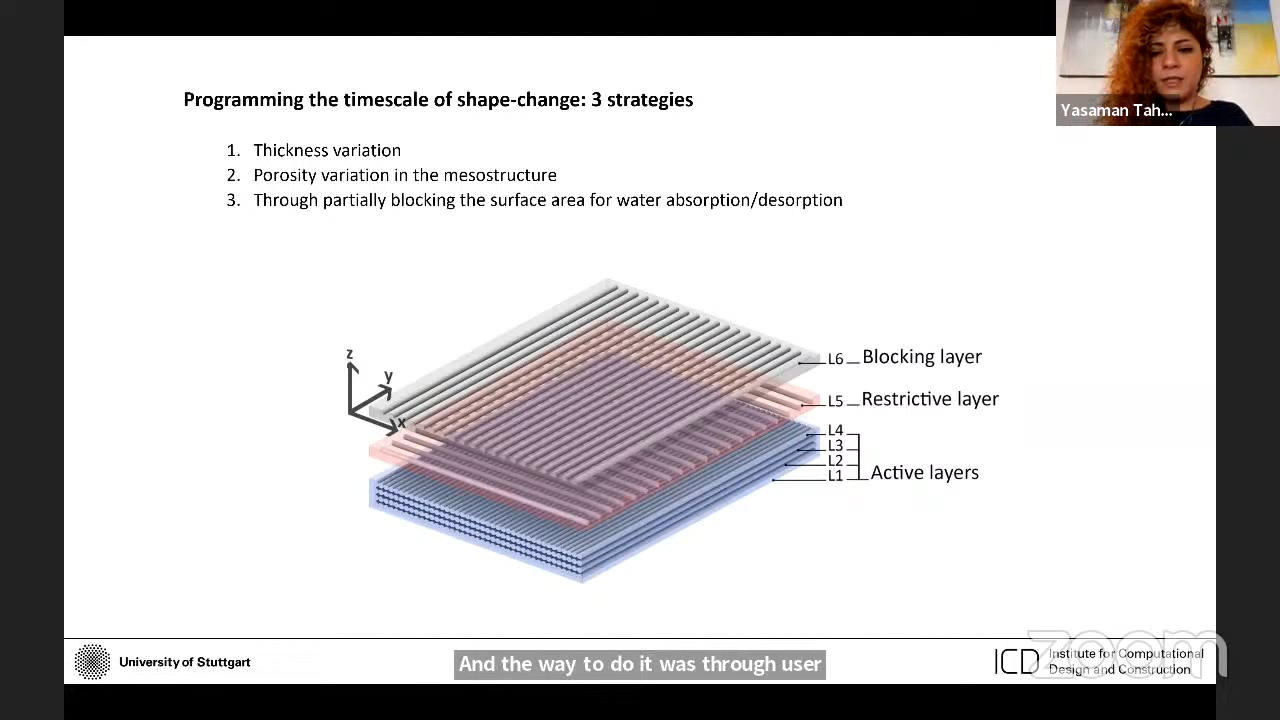 Programming the timescale of shape-change: 3 strategies
1. Thickness variation
2. Porosity variation in the mesostructure
3. Through partially blocking the surface area for water absorption/desorption
Yasaman Tah...
z
y
x
L6 Blocking layer
L5 Restrictive layer
L4
L3
L2
L1
Active layers
University of Stuttgart
And the way to do it was through user
ICD
Institute for Computational
Design and Construction
zoom